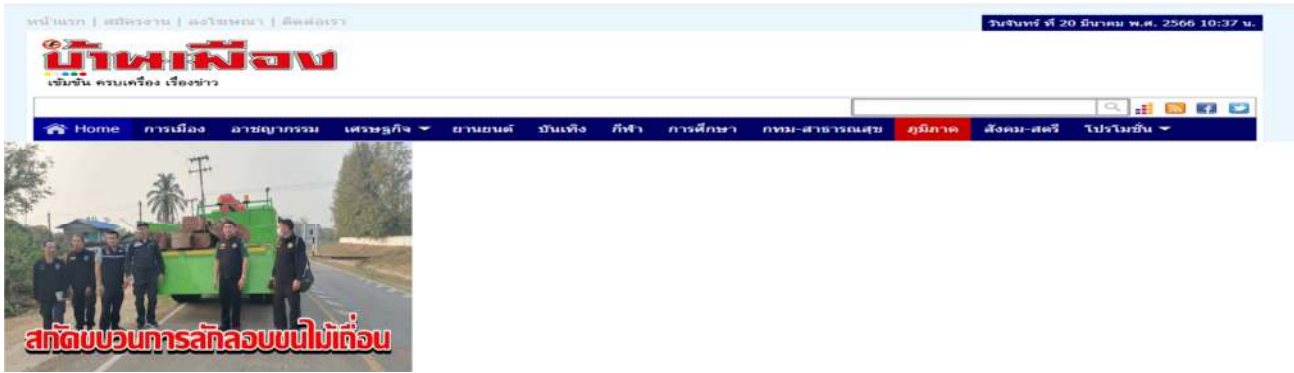 หน้าแรก | สมัครงาน | ลงโฆษณา | ติดต่อเรา
วันจันทร์ ที่ 20 มีนาคม พ.ศ. 2566 10:37 น.
บ้านเมือง
เข้มข้น ครบเครื่อง เรื่องข่าว
Home การเมือง อาชญากรรม เศรษฐกิจ ยานยนต์ บันเทิง กีฬา การศึกษา กทม-สาธารณสุข ภูมิภาค สังคม-สตรี โปรโมชั่น
สกัดขบวนการลักลอบขนไม้เถื่อน